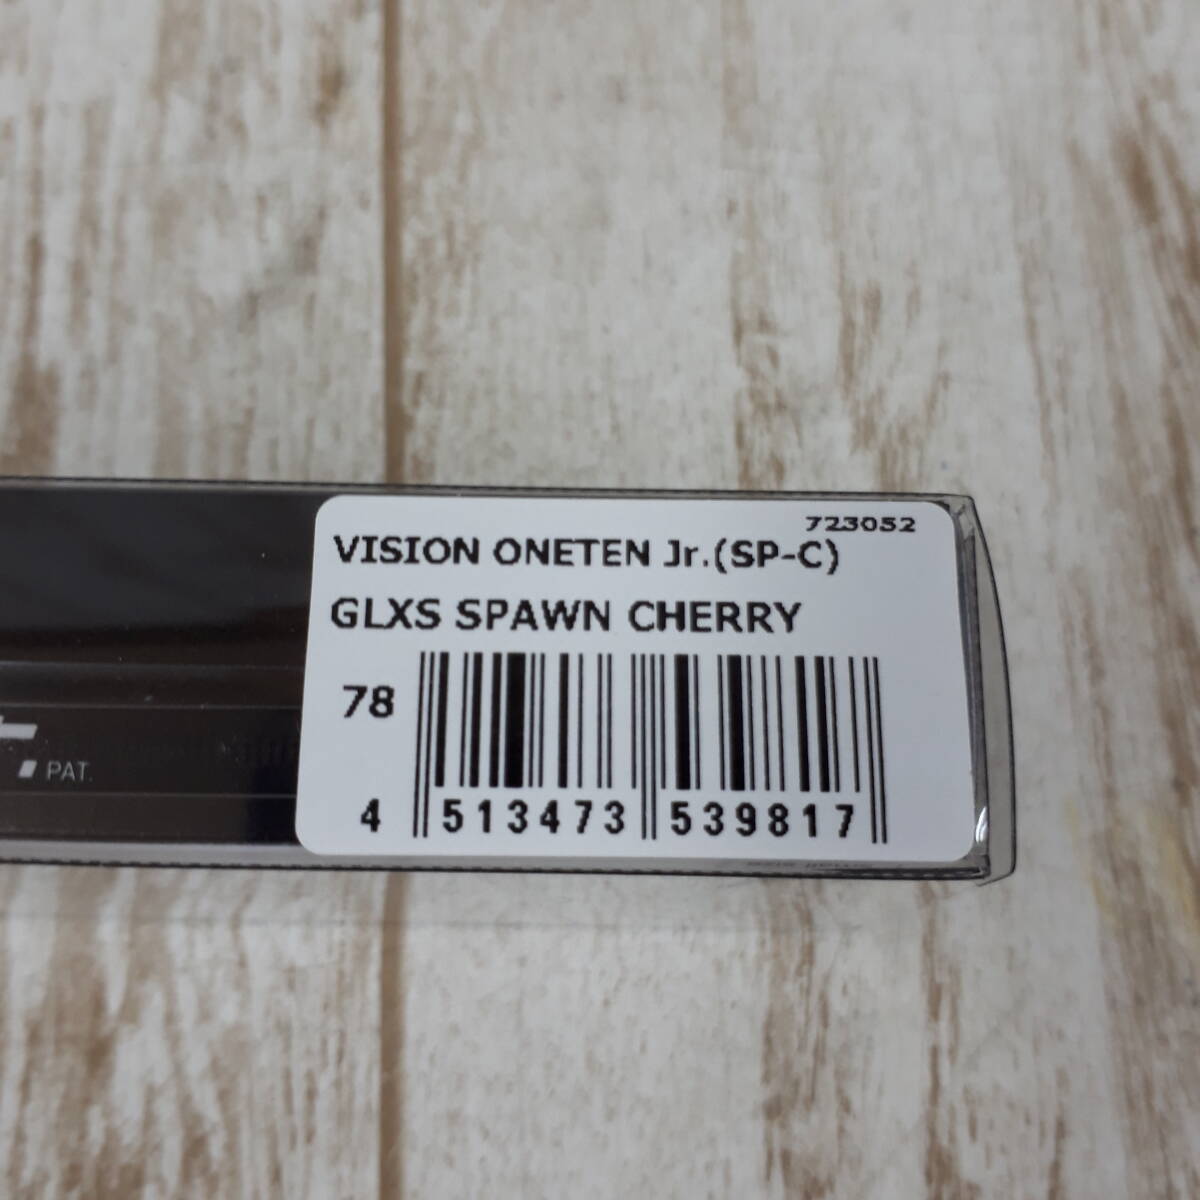 723052
VISION ONETEN Jr.(SP-C)
GLXS SPAWN CHERRY
78
4 513473 539817
PAT.